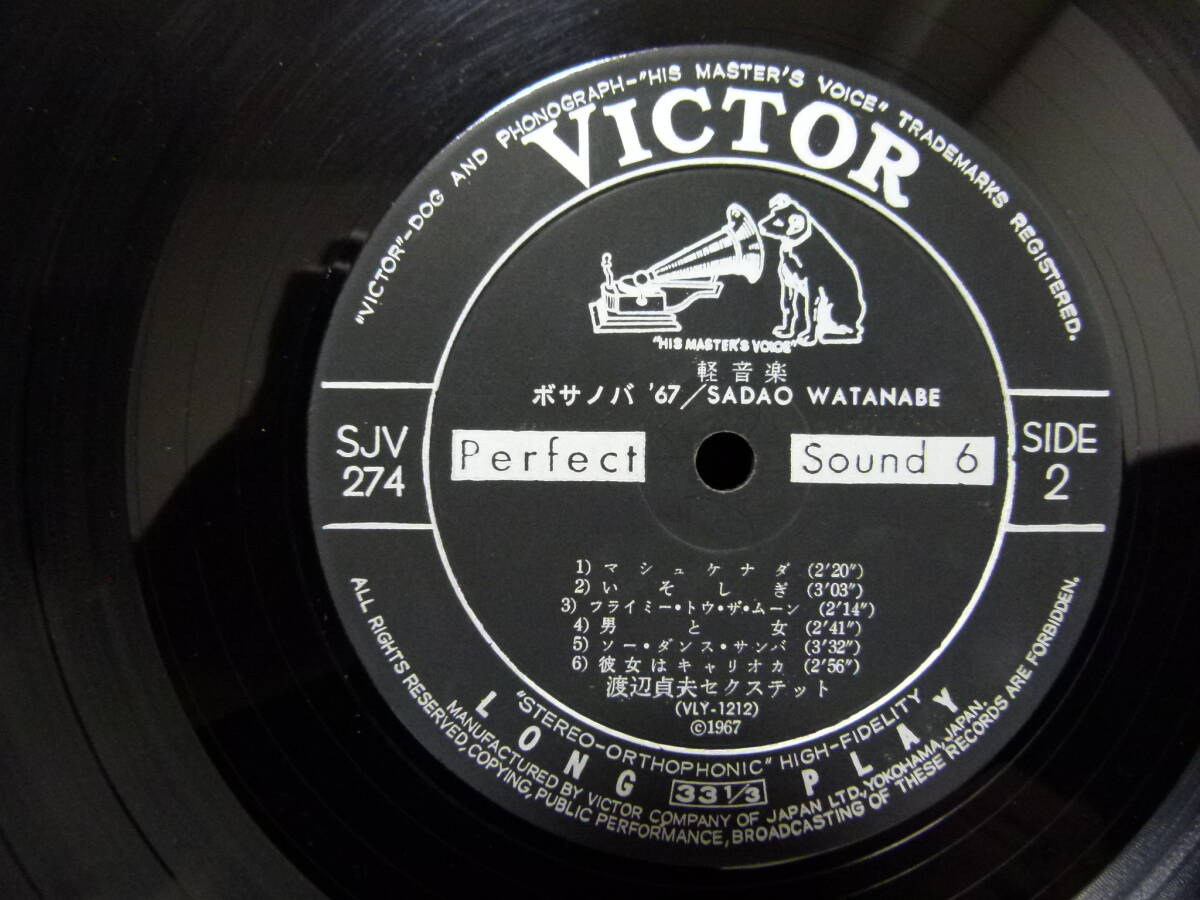 "VICTOR"–DOG AND PHONOGRAPH–"HIS MASTER'S VOICE" TRADEMARKS REGISTERED.
VICTOR
"HIS MASTER'S VOICE"
軽音楽
ボサノバ '67/SADAO WATANABE
SJV
274
Perfect
Sound 6
SIDE
2
1) マシュケナダ (2'20")
2) いそしぎ (3'03")
3) フライミー・トウ・ザ・ムーン (2'14")
4) 男と女 (2'41")
5) ソー・ダンス・サンバ (3'32")
6) 彼女はキャリオカ (2'56")
渡辺貞夫セクステット
(VLY-1212)
©1967
"STEREO-ORTHOPHONIC" HIGH-FIDELITY
LONG 33 1/3 PLAY
MANUFACTURED BY VICTOR COMPANY OF JAPAN LTD., YOKOHAMA, JAPAN.
ALL RIGHTS RESERVED, COPYING, PUBLIC PERFORMANCE, BROADCASTING OF THESE RECORDS ARE FORBIDDEN.